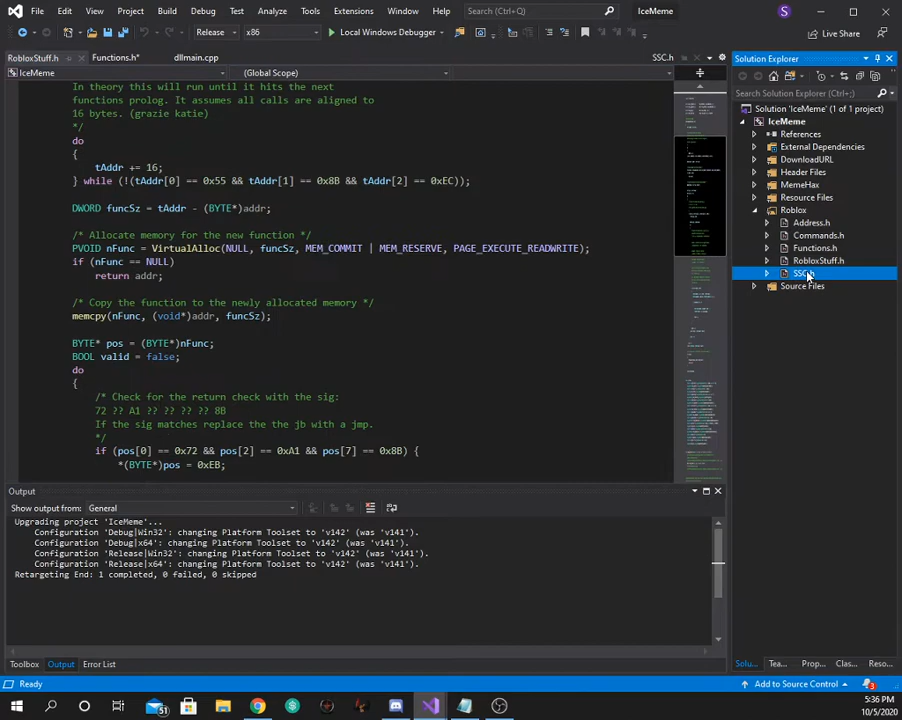 File Edit View Project Build Debug Test Analyze Tools Extensions Window Help Search (Ctrl+Q) IceMeme S
Release x86 Local Windows Debugger Live Share
RobloxStuff.h Functions.h* dllmain.cpp SSC.h
IceMeme (Global Scope)
In theory this will run until it hits the next
functions prolog. It assumes all calls are aligned to
16 bytes. (grazie katie)
*/
do
{
tAddr += 16;
} while (!(tAddr[0] == 0x55 && tAddr[1] == 0x8B && tAddr[2] == 0xEC));
DWORD funcSz = tAddr - (BYTE*)addr;
/* Allocate memory for the new function */
PVOID nFunc = VirtualAlloc(NULL, funcSz, MEM_COMMIT | MEM_RESERVE, PAGE_EXECUTE_READWRITE);
if (nFunc == NULL)
return addr;
/* Copy the function to the newly allocated memory */
memcpy(nFunc, (void*)addr, funcSz);
BYTE* pos = (BYTE*)nFunc;
BOOL valid = false;
do
{
/* Check for the return check with the sig:
72 ?? A1 ?? ?? ?? ?? 8B
If the sig matches replace the the jb with a jmp.
*/
if (pos[0] == 0x72 && pos[2] == 0xA1 && pos[7] == 0x8B) {
*(BYTE*)pos = 0xEB;
Output
Show output from: General
Upgrading project 'IceMeme'...
Configuration 'Debug|Win32': changing Platform Toolset to 'v142' (was 'v141').
Configuration 'Debug|x64': changing Platform Toolset to 'v142' (was 'v141').
Configuration 'Release|Win32': changing Platform Toolset to 'v142' (was 'v141').
Configuration 'Release|x64': changing Platform Toolset to 'v142' (was 'v141').
Retargeting End: 1 completed, 0 failed, 0 skipped
Toolbox Output Error List
Solution Explorer
Search Solution Explorer (Ctrl+;)
Solution 'IceMeme' (1 of 1 project)
IceMeme
References
External Dependencies
DownloadURL
Header Files
MemeHax
Resource Files
Roblox
Address.h
Commands.h
Functions.h
RobloxStuff.h
SSC.h
Source Files
Solu... Tea... Prop... Clas... Reso...
Ready Add to Source Control 3
51
5:36 PM
10/5/2020